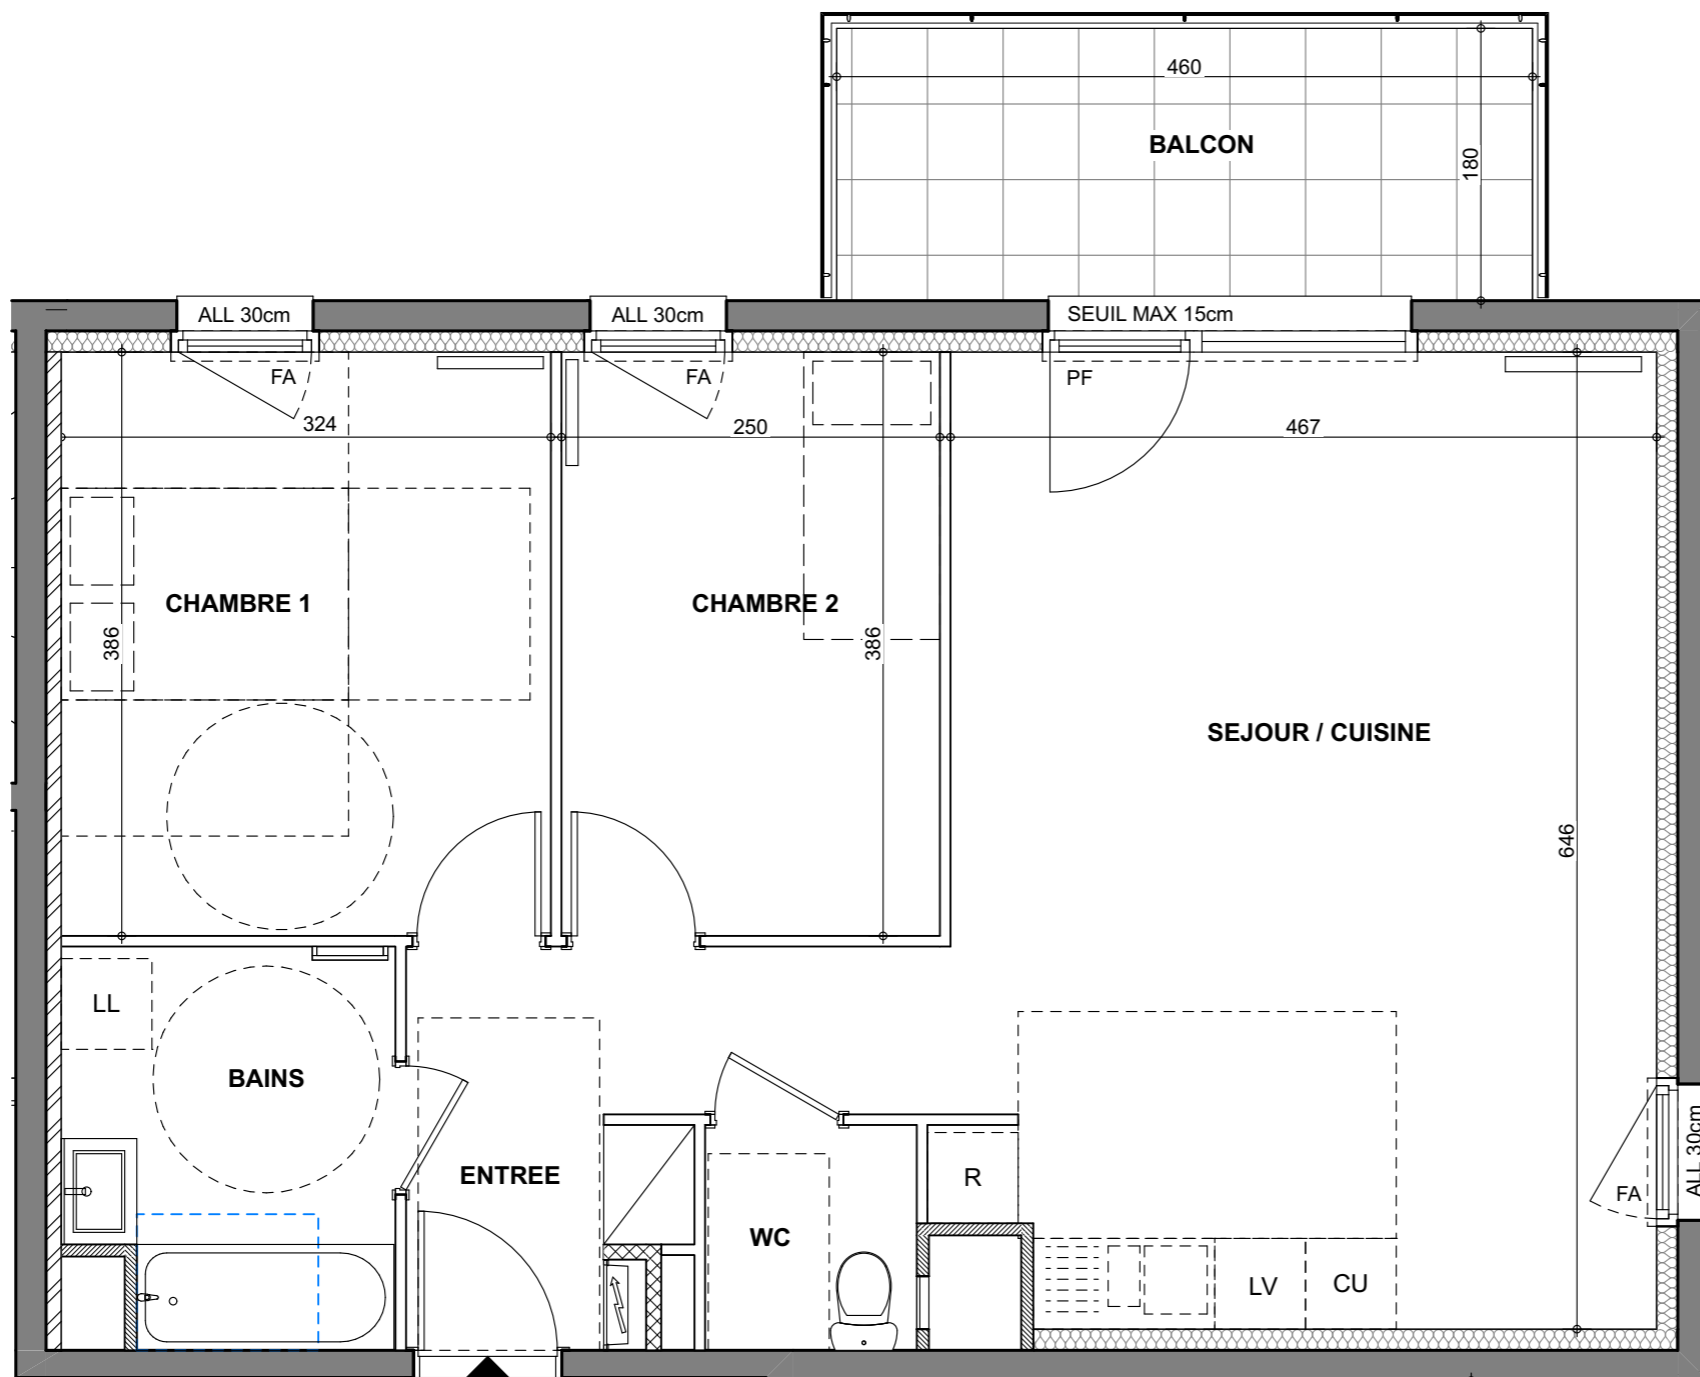 460
BALCON
180
ALL 30cm
ALL 30cm
SEUIL MAX 15cm
FA
FA
PF
324
250
467
CHAMBRE 1
CHAMBRE 2
386
386
SEJOUR / CUISINE
646
LL
BAINS
ENTREE
R
WC
LV
CU
FA
ALL 30cm